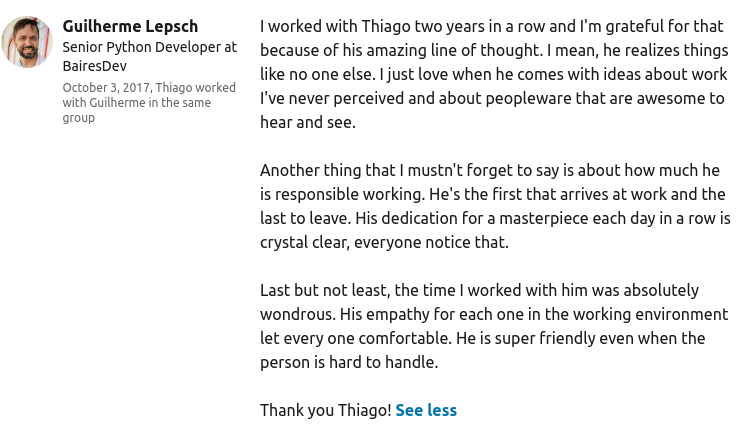 Guilherme Lepsch
Senior Python Developer at
BairesDev
October 3, 2017, Thiago worked
with Guilherme in the same
group
I worked with Thiago two years in a row and I'm grateful for that
because of his amazing line of thought. I mean, he realizes things
like no one else. I just love when he comes with ideas about work
I've never perceived and about peopleware that are awesome to
hear and see.
Another thing that I mustn't forget to say is about how much he
is responsible working. He's the first that arrives at work and the
last to leave. His dedication for a masterpiece each day in a row is
crystal clear, everyone notice that.
Last but not least, the time I worked with him was absolutely
wondrous. His empathy for each one in the working environment
let every one comfortable. He is super friendly even when the
person is hard to handle.
Thank you Thiago! See less